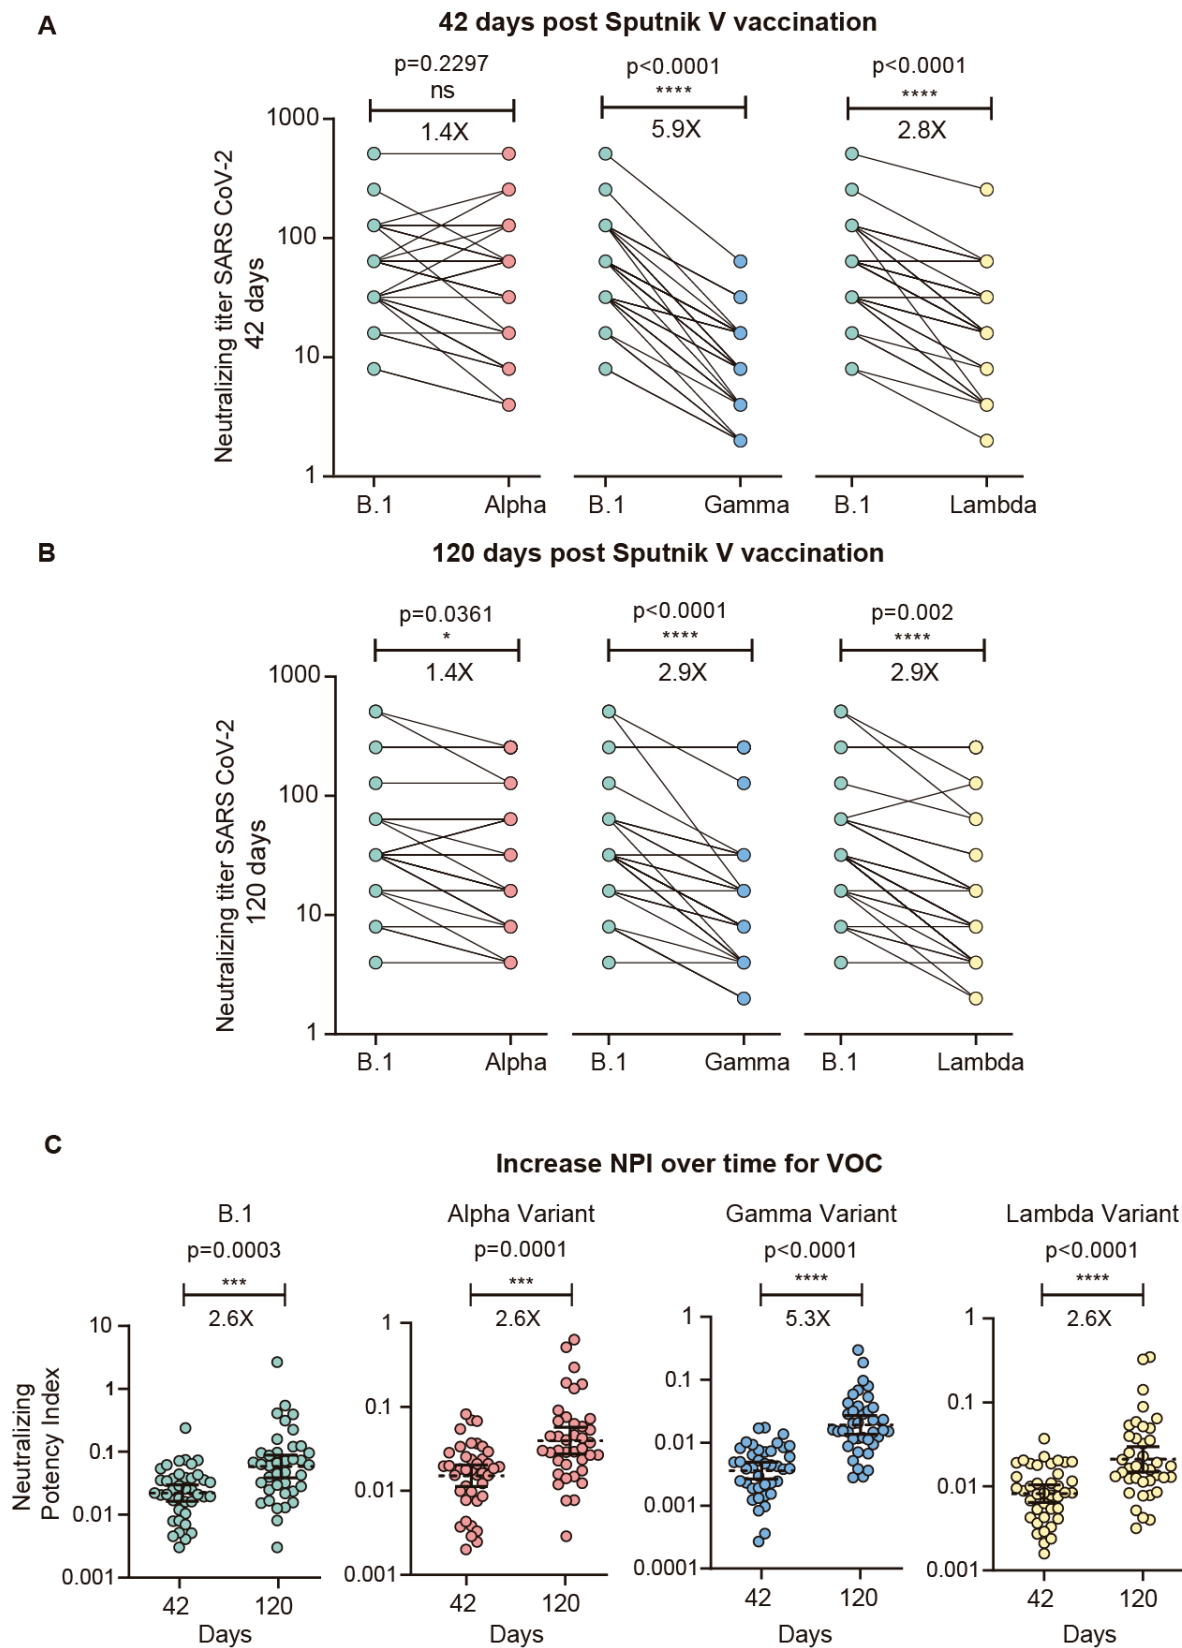 A
42 days post Sputnik V vaccination
p=0.2297
ns
1.4X
p<0.0001
****
5.9X
p<0.0001
****
2.8X
Neutralizing titer SARS CoV-2
42 days
1000
100
10
1
B.1
Alpha
B.1
Gamma
B.1
Lambda
B
120 days post Sputnik V vaccination
p=0.0361
*
1.4X
p<0.0001
****
2.9X
p=0.002
****
2.9X
Neutralizing titer SARS CoV-2
120 days
1000
100
10
1
B.1
Alpha
B.1
Gamma
B.1
Lambda
C
Increase NPI over time for VOC
B.1
p=0.0003
***
2.6X
Neutralizing
Potency Index
10
1
0.1
0.01
0.001
42
120
Days
Alpha Variant
p=0.0001
***
2.6X
1
0.1
0.01
0.001
42
120
Days
Gamma Variant
p<0.0001
****
5.3X
1
0.1
0.01
0.001
0.0001
42
120
Days
Lambda Variant
p<0.0001
****
2.6X
1
0.1
0.01
0.001
42
120
Days